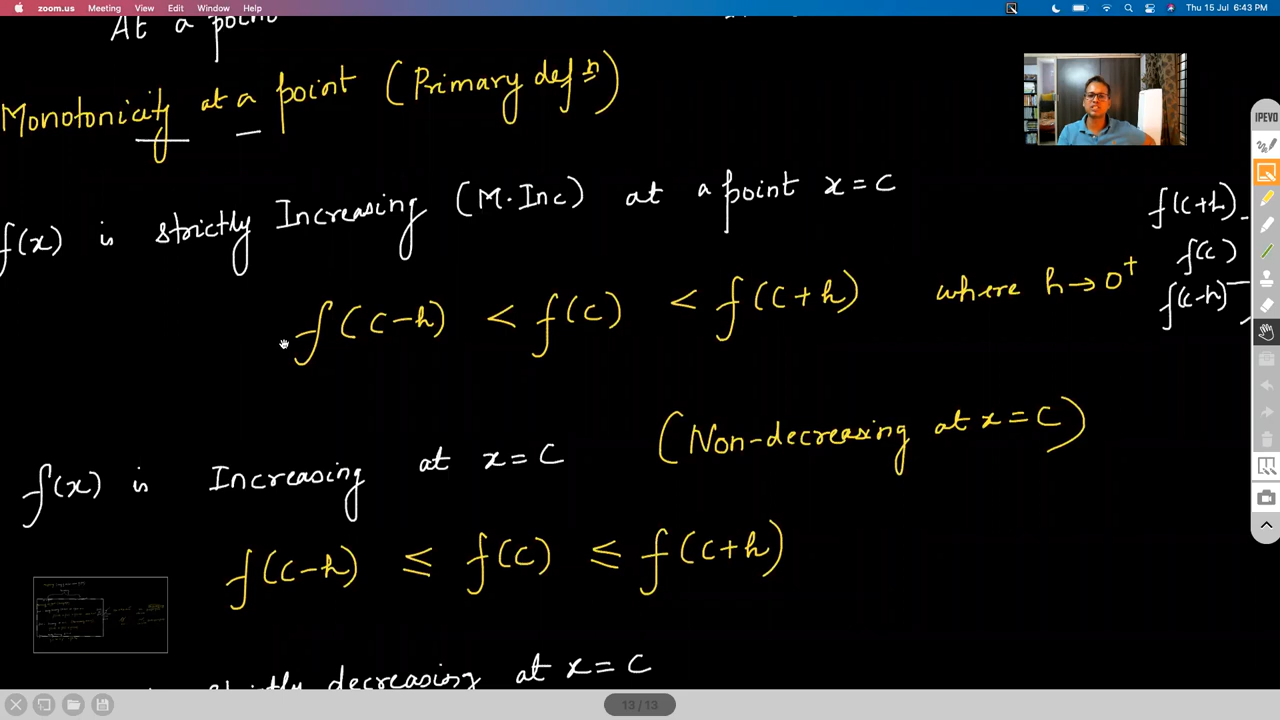 zoom.us Meeting View Edit Window Help Thu 15 Jul 6:43 PM
At a point
Monotonicity at a point (Primary defⁿ)
IPEVO
f(x) is strictly Increasing (M.Inc) at a point x = c
f(c+h)
f(c)
f(c-h)
f(c-h) < f(c) < f(c+h) where h→0⁺
(Non-decreasing at x = c)
f(x) is Increasing at x = c
f(c-h) ≤ f(c) ≤ f(c+h)
strictly decreasing at x = c
13/13